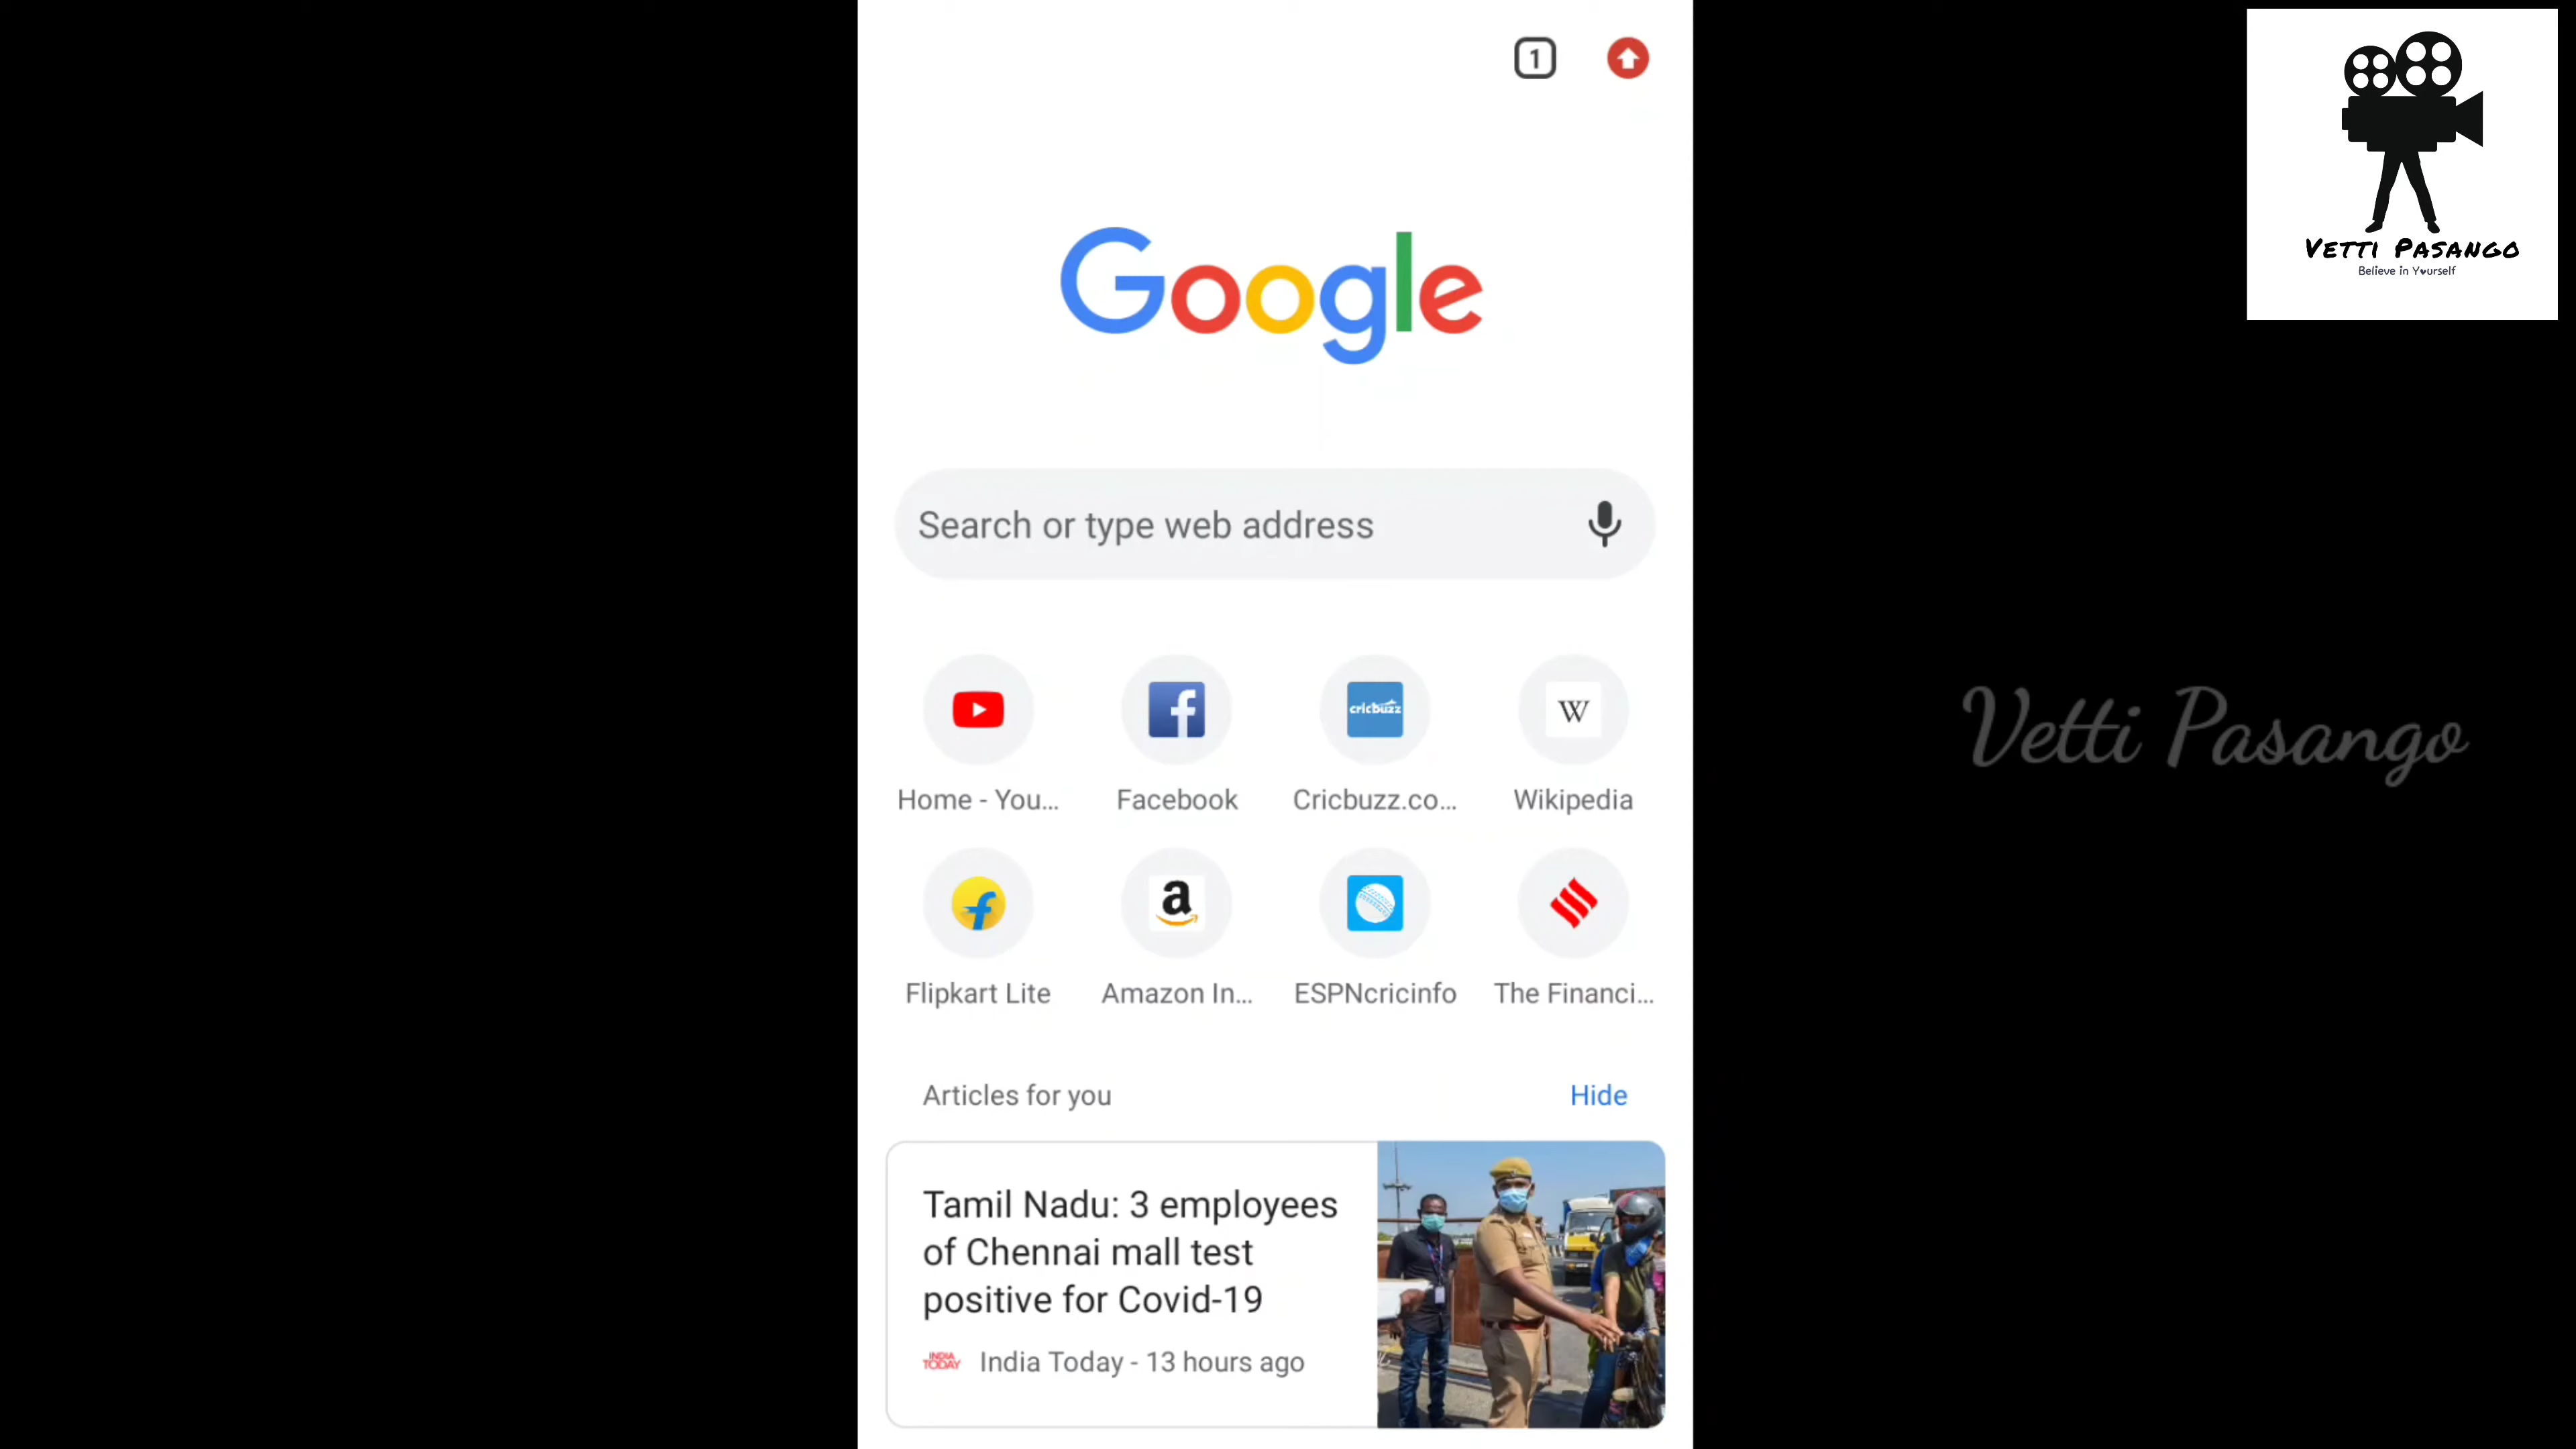 1
VETTI PASANGO
Believe in Y♥urself
Google
Search or type web address
cricbuzz
W
Home - You...
Facebook
Cricbuzz.co...
Wikipedia
Vetti Pasango
a
Flipkart Lite
Amazon In...
ESPNcricinfo
The Financi...
Articles for you
Hide
Tamil Nadu: 3 employees
of Chennai mall test
positive for Covid-19
INDIA
TODAY
India Today - 13 hours ago